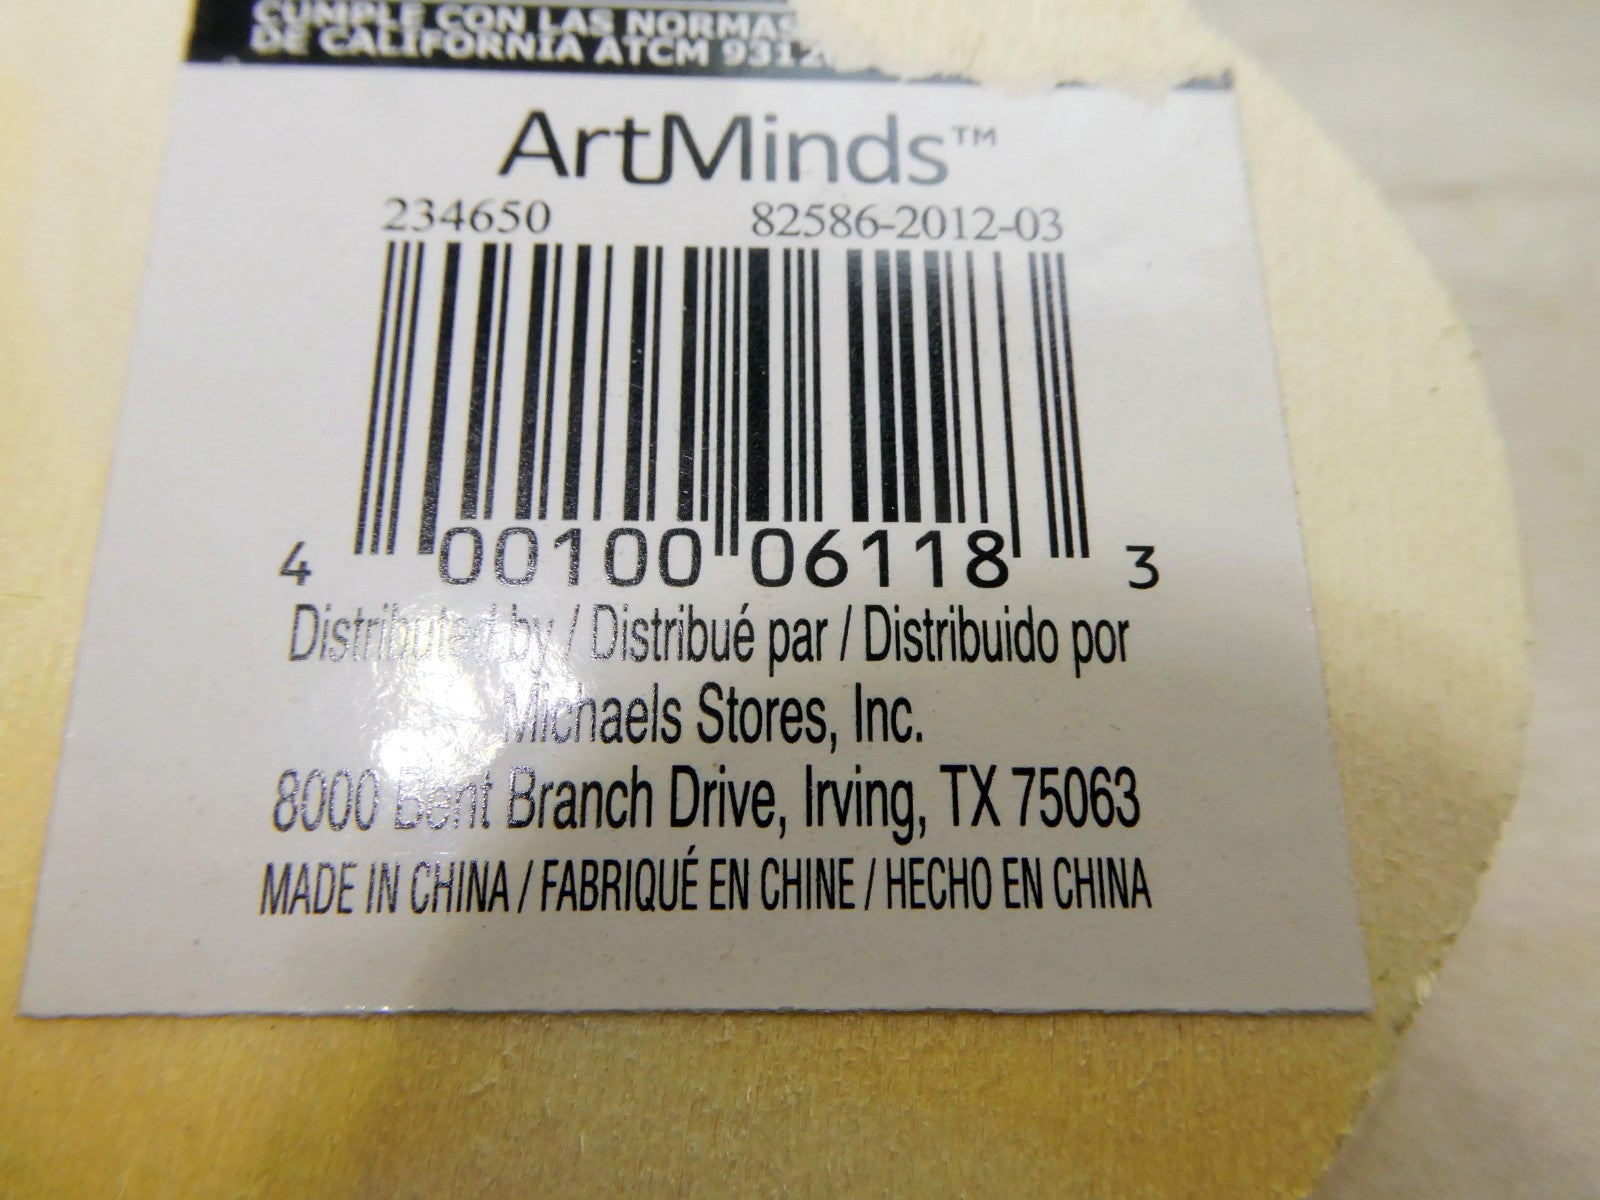 CUMPLE CON LAS NORMAS
DE CALIFORNIA ATCM 93120
ArtMinds™
234650 82586-2012-03
4 00100 06118 3
Distributed by / Distribué par / Distribuido por
Michaels Stores, Inc.
8000 Bent Branch Drive, Irving, TX 75063
MADE IN CHINA / FABRIQUÉ EN CHINE / HECHO EN CHINA